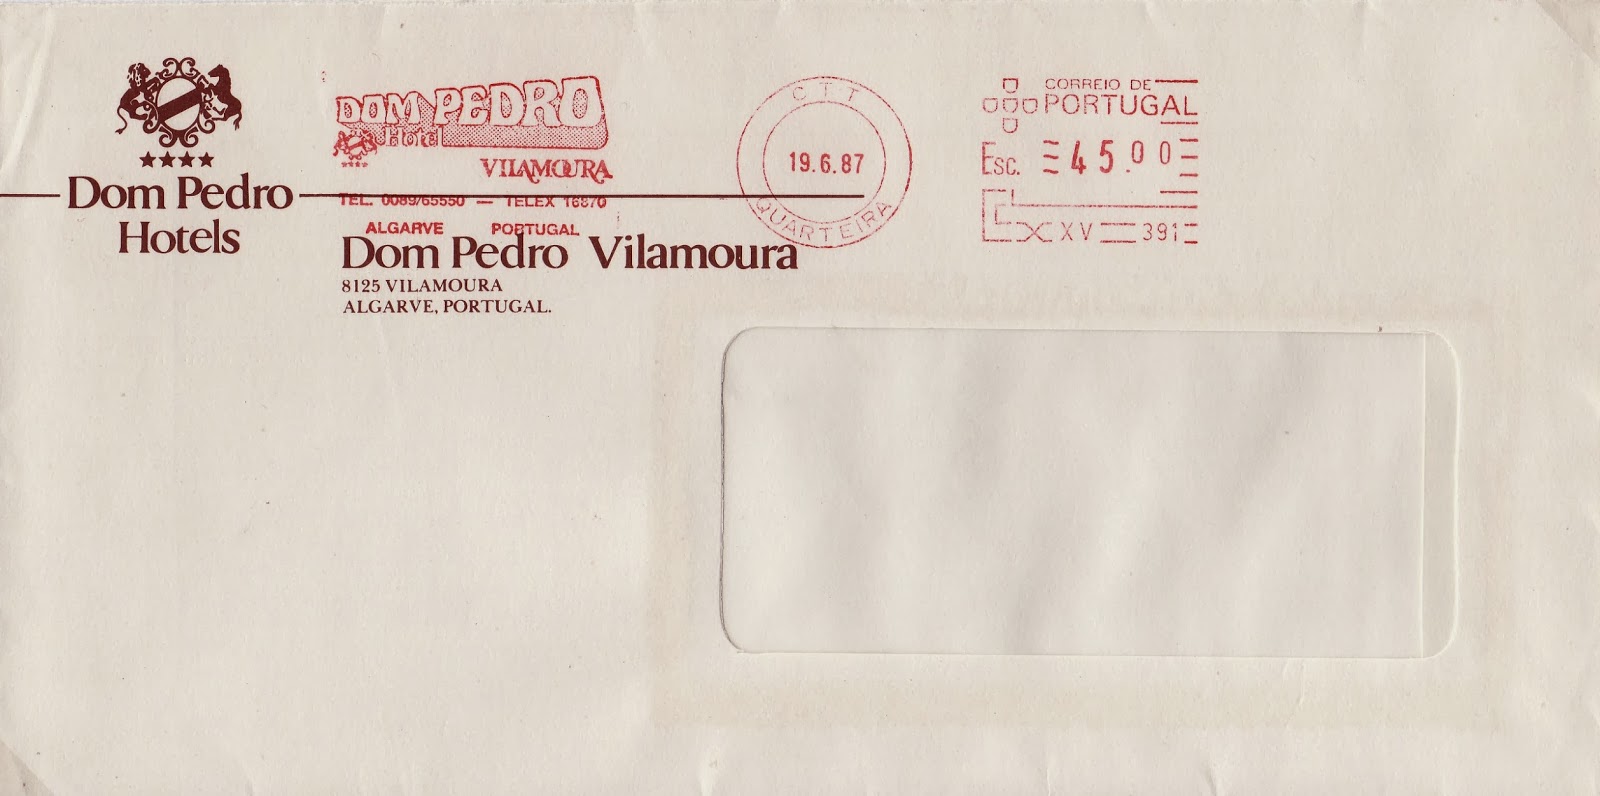 Dom Pedro
Hotels
DOM PEDRO
Hotel
VILAMOURA
TEL. 0089/65550 — TELEX 16870
ALGARVE PORTUGAL
Dom Pedro Vilamoura
8125 VILAMOURA
ALGARVE, PORTUGAL.
CTT
19.6.87
QUARTEIRA
CORREIO DE
PORTUGAL
Esc. 45.00
XV 391